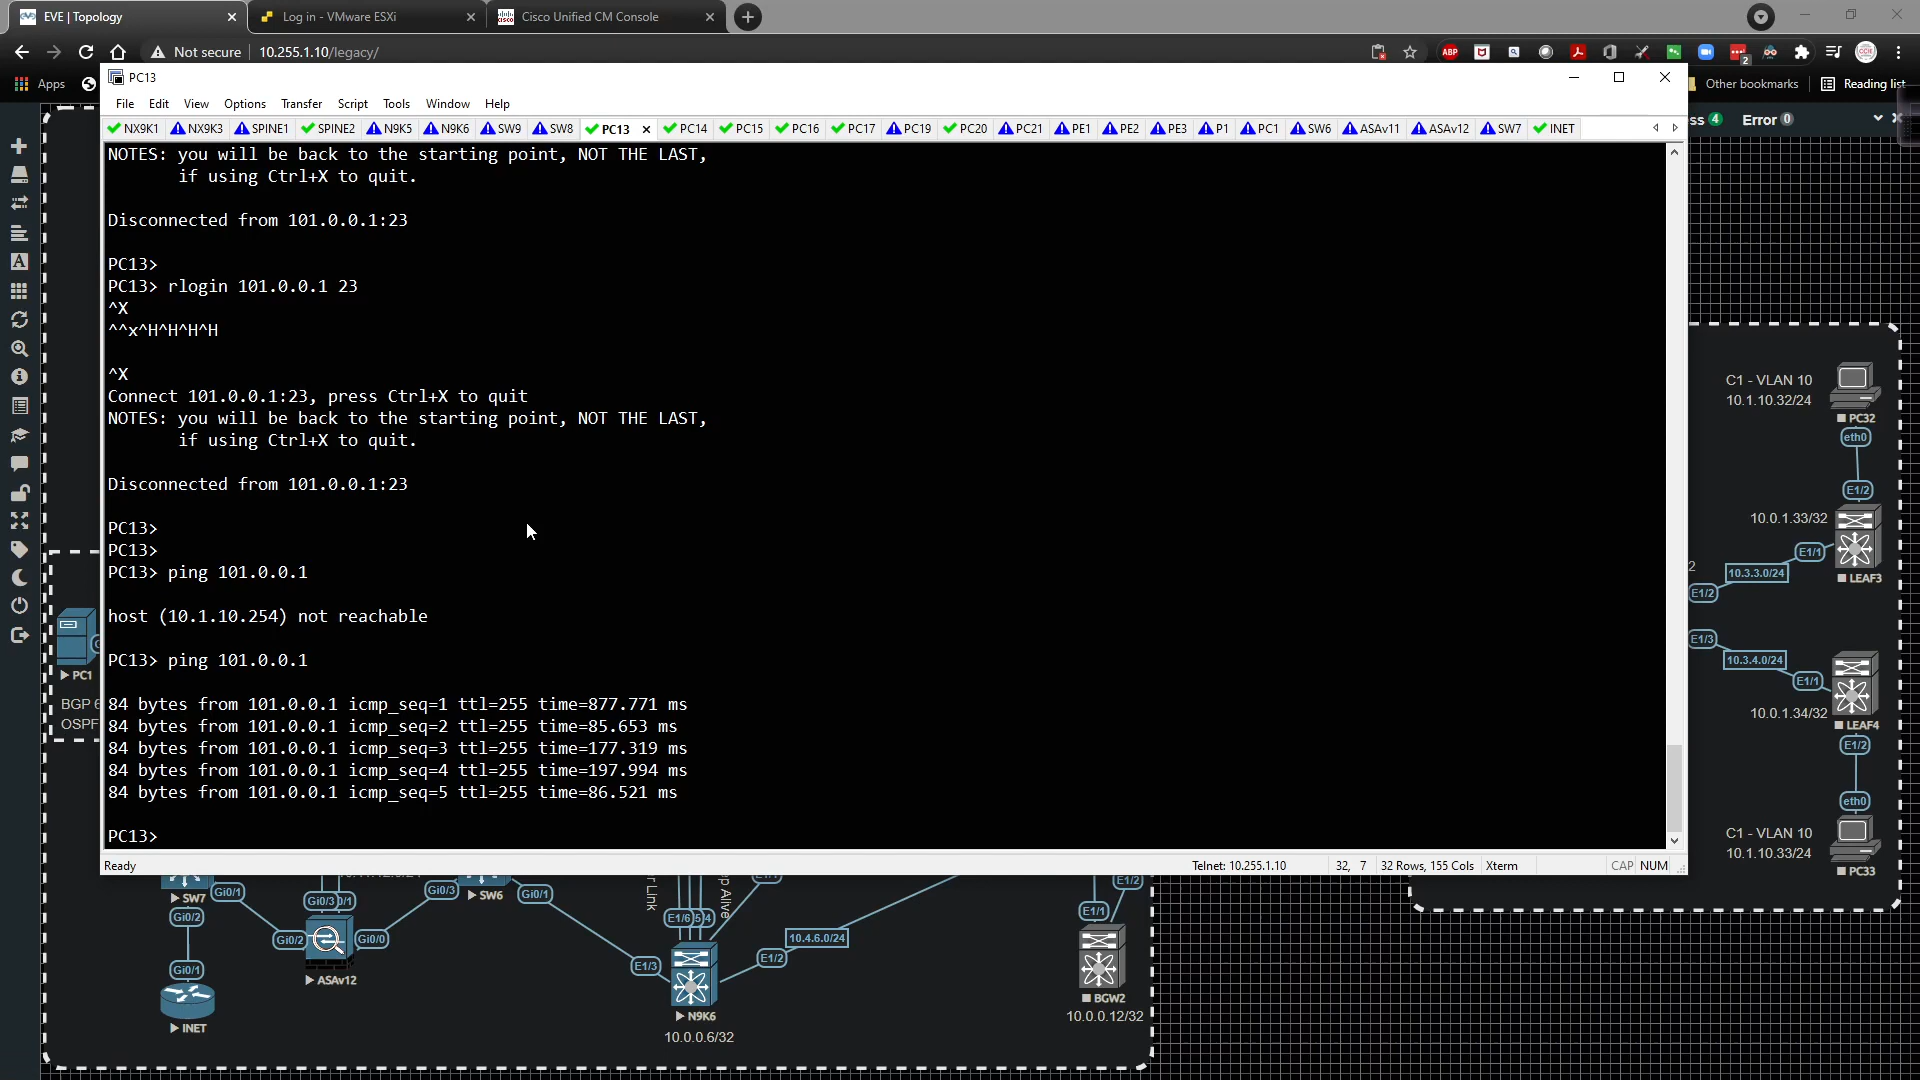 EVE | Topology
Log in - VMware ESXi
Cisco Unified CM Console
Not secure
10.255.1.10/legacy/
ABP
2
Apps
Other bookmarks
Reading list
PC13
File Edit View Options Transfer Script Tools Window Help
NX9K1 NX9K3 SPINE1 SPINE2 N9K5 N9K6 SW9 SW8 PC13 PC14 PC15 PC16 PC17 PC19 PC20 PC21 PE1 PE2 PE3 P1 PC1 SW6 ASAv11 ASAv12 SW7 INET
ss 4 Error 0
NOTES: you will be back to the starting point, NOT THE LAST,
if using Ctrl+X to quit.
Disconnected from 101.0.0.1:23
PC13>
PC13> rlogin 101.0.0.1 23
^X
^^x^H^H^H^H
^X
Connect 101.0.0.1:23, press Ctrl+X to quit
NOTES: you will be back to the starting point, NOT THE LAST,
if using Ctrl+X to quit.
Disconnected from 101.0.0.1:23
PC13>
PC13>
PC13> ping 101.0.0.1
host (10.1.10.254) not reachable
PC13> ping 101.0.0.1
84 bytes from 101.0.0.1 icmp_seq=1 ttl=255 time=877.771 ms
84 bytes from 101.0.0.1 icmp_seq=2 ttl=255 time=85.653 ms
84 bytes from 101.0.0.1 icmp_seq=3 ttl=255 time=177.319 ms
84 bytes from 101.0.0.1 icmp_seq=4 ttl=255 time=197.994 ms
84 bytes from 101.0.0.1 icmp_seq=5 ttl=255 time=86.521 ms
PC13>
Ready
Telnet: 10.255.1.10
32, 7
32 Rows, 155 Cols
Xterm
CAP NUM
PC1
BGP 6
OSPF
C1 - VLAN 10
10.1.10.32/24
PC32
eth0
E1/2
10.0.1.33/32
E1/1
LEAF3
2
10.3.3.0/24
E1/2
E1/3
10.3.4.0/24
E1/1
10.0.1.34/32
LEAF4
E1/2
eth0
C1 - VLAN 10
10.1.10.33/24
PC33
SW7
Gi0/1
Gi0/2
Gi0/1
INET
Gi0/3
Gi0/2
Gi0/0
ASAv12
Gi0/3
SW6
Gi0/1
E1/3
E1/6
N9K6
10.0.0.6/32
E1/2
10.4.6.0/24
r Link
p Alive
E1/2
E1/1
BGW2
10.0.0.12/32